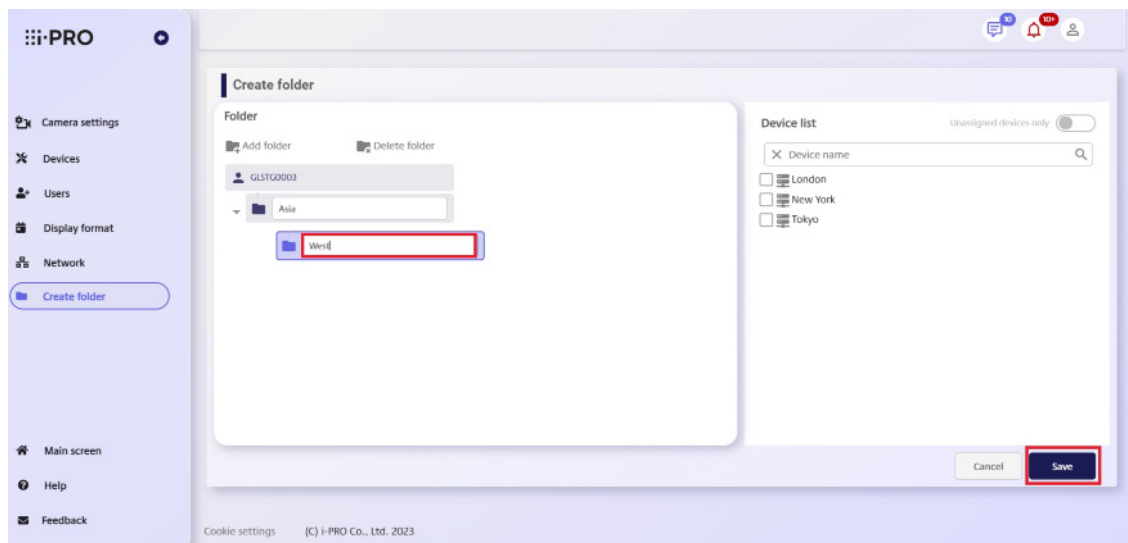 i-PRO
10
10+
Camera settings
Devices
Users
Display format
Network
Create folder
Main screen
Help
Feedback
Create folder
Folder
Add folder
Delete folder
GLSTG0003
Asia
West
Device list
Unassigned devices only
Device name
London
New York
Tokyo
Cancel
Save
Cookie settings
(C) i-PRO Co., Ltd. 2023